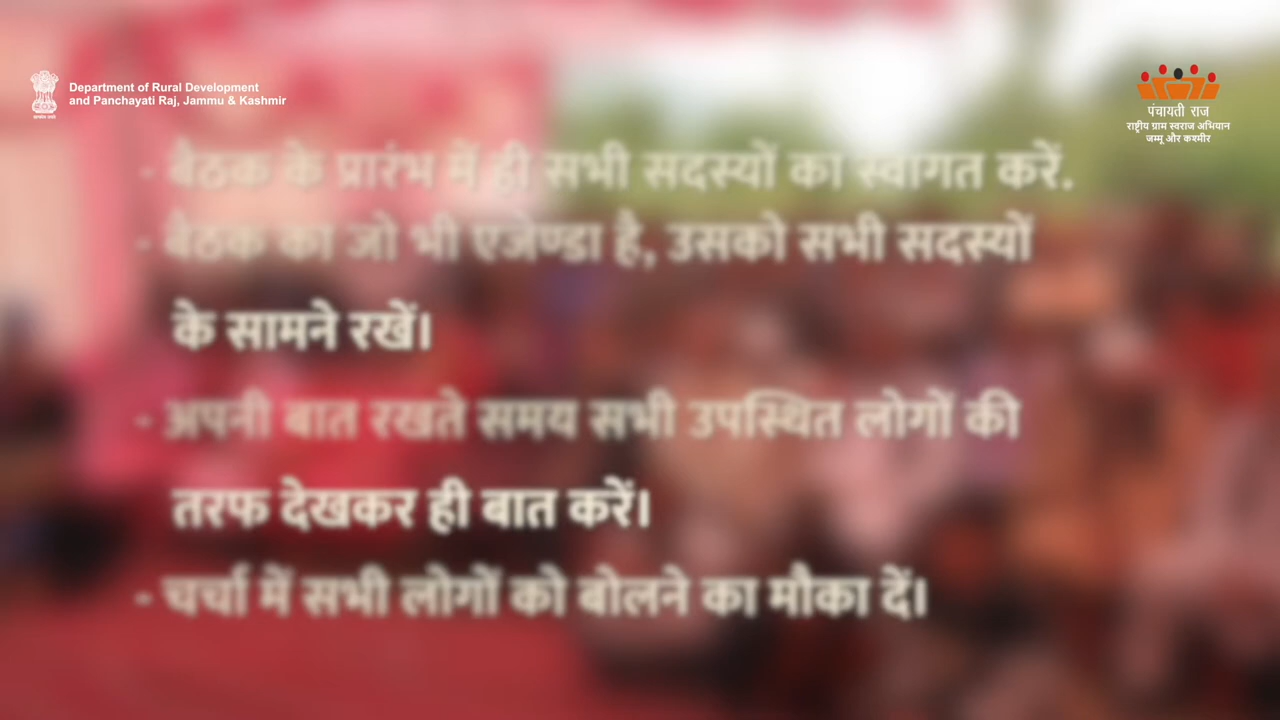 Department of Rural Development
and Panchayati Raj, Jammu & Kashmir
पंचायती राज
राष्ट्रीय ग्राम स्वराज अभियान
जम्मू और कश्मीर
- बैठक के प्रारंभ में ही सभी सदस्यों का स्वागत करें.
- बैठक का जो भी एजेण्डा है, उसको सभी सदस्यों
के सामने रखें।
- अपनी बात रखते समय सभी उपस्थित लोगों की
तरफ देखकर ही बात करें।
- चर्चा में सभी लोगों को बोलने का मौका दें।